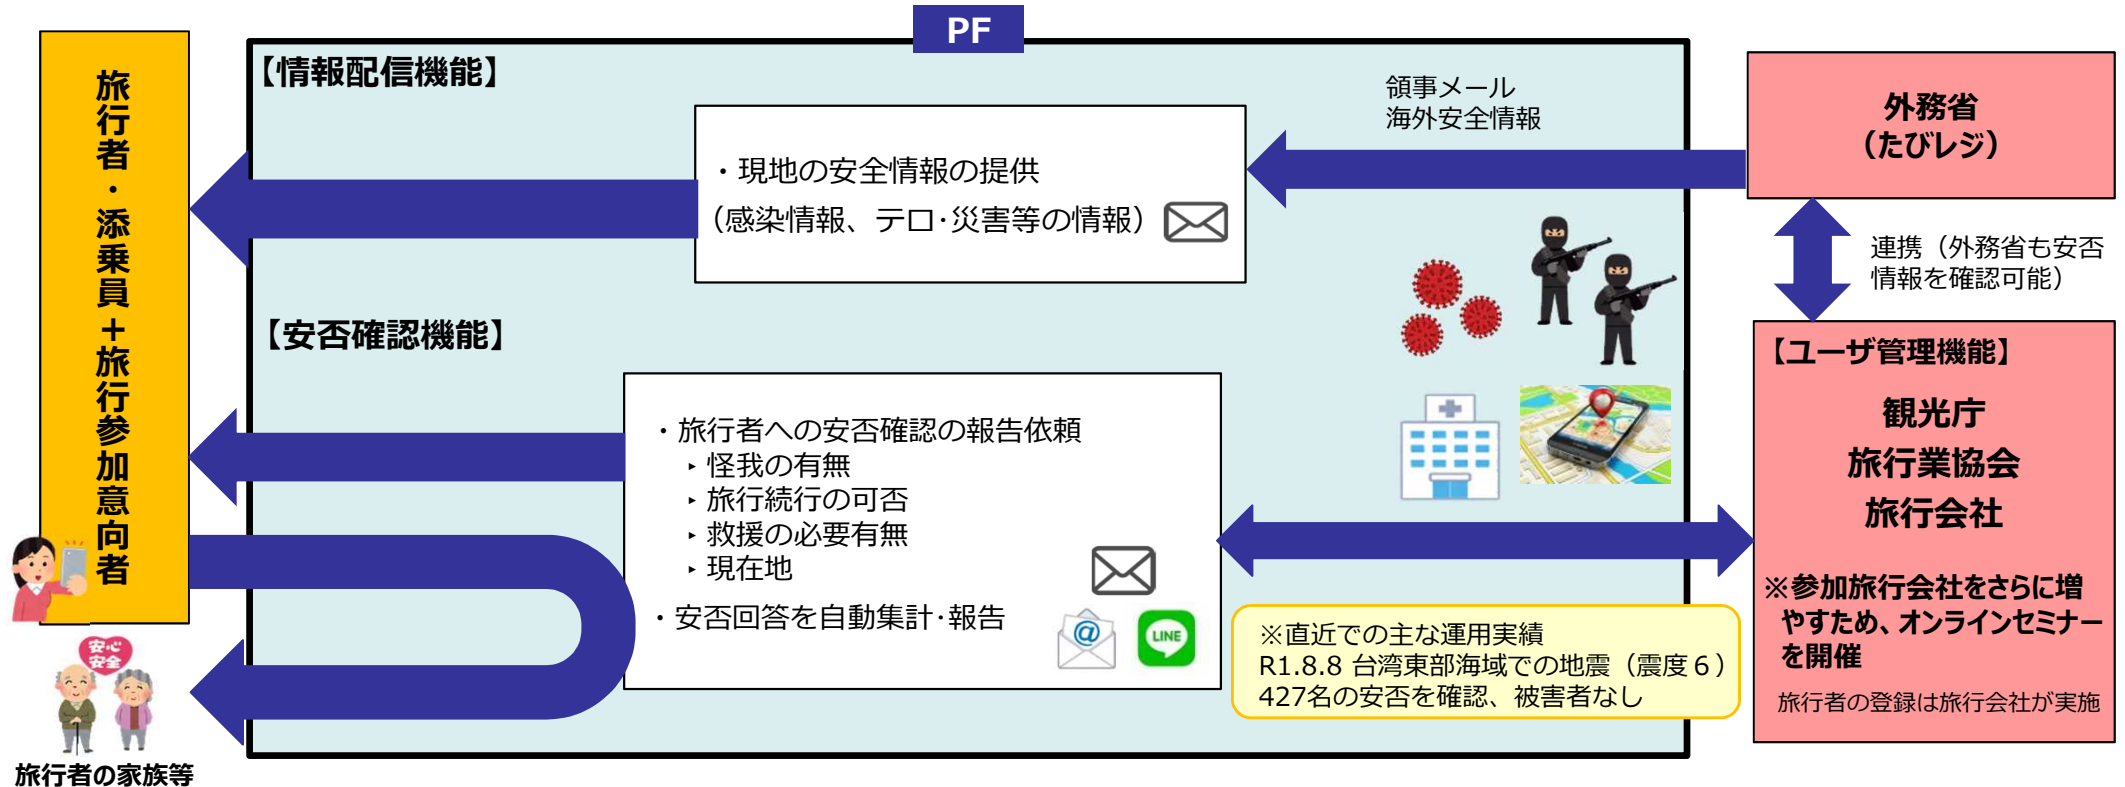 PF
旅行者・添乗員＋旅行参加意向者
【情報配信機能】
領事メール
海外安全情報
・現地の安全情報の提供
（感染情報、テロ・災害等の情報）
外務省
（たびレジ）
連携（外務省も安否
情報を確認可能）
【安否確認機能】
・旅行者への安否確認の報告依頼
‣怪我の有無
‣旅行続行の可否
‣救援の必要有無
‣現在地
・安否回答を自動集計・報告
@
LINE
【ユーザ管理機能】
観光庁
旅行業協会
旅行会社
※参加旅行会社をさらに増
やすため、オンラインセミナー
を開催
旅行者の登録は旅行会社が実施
※直近での主な運用実績
R1.8.8 台湾東部海域での地震（震度６）
427名の安否を確認、被害者なし
安心
安全
旅行者の家族等